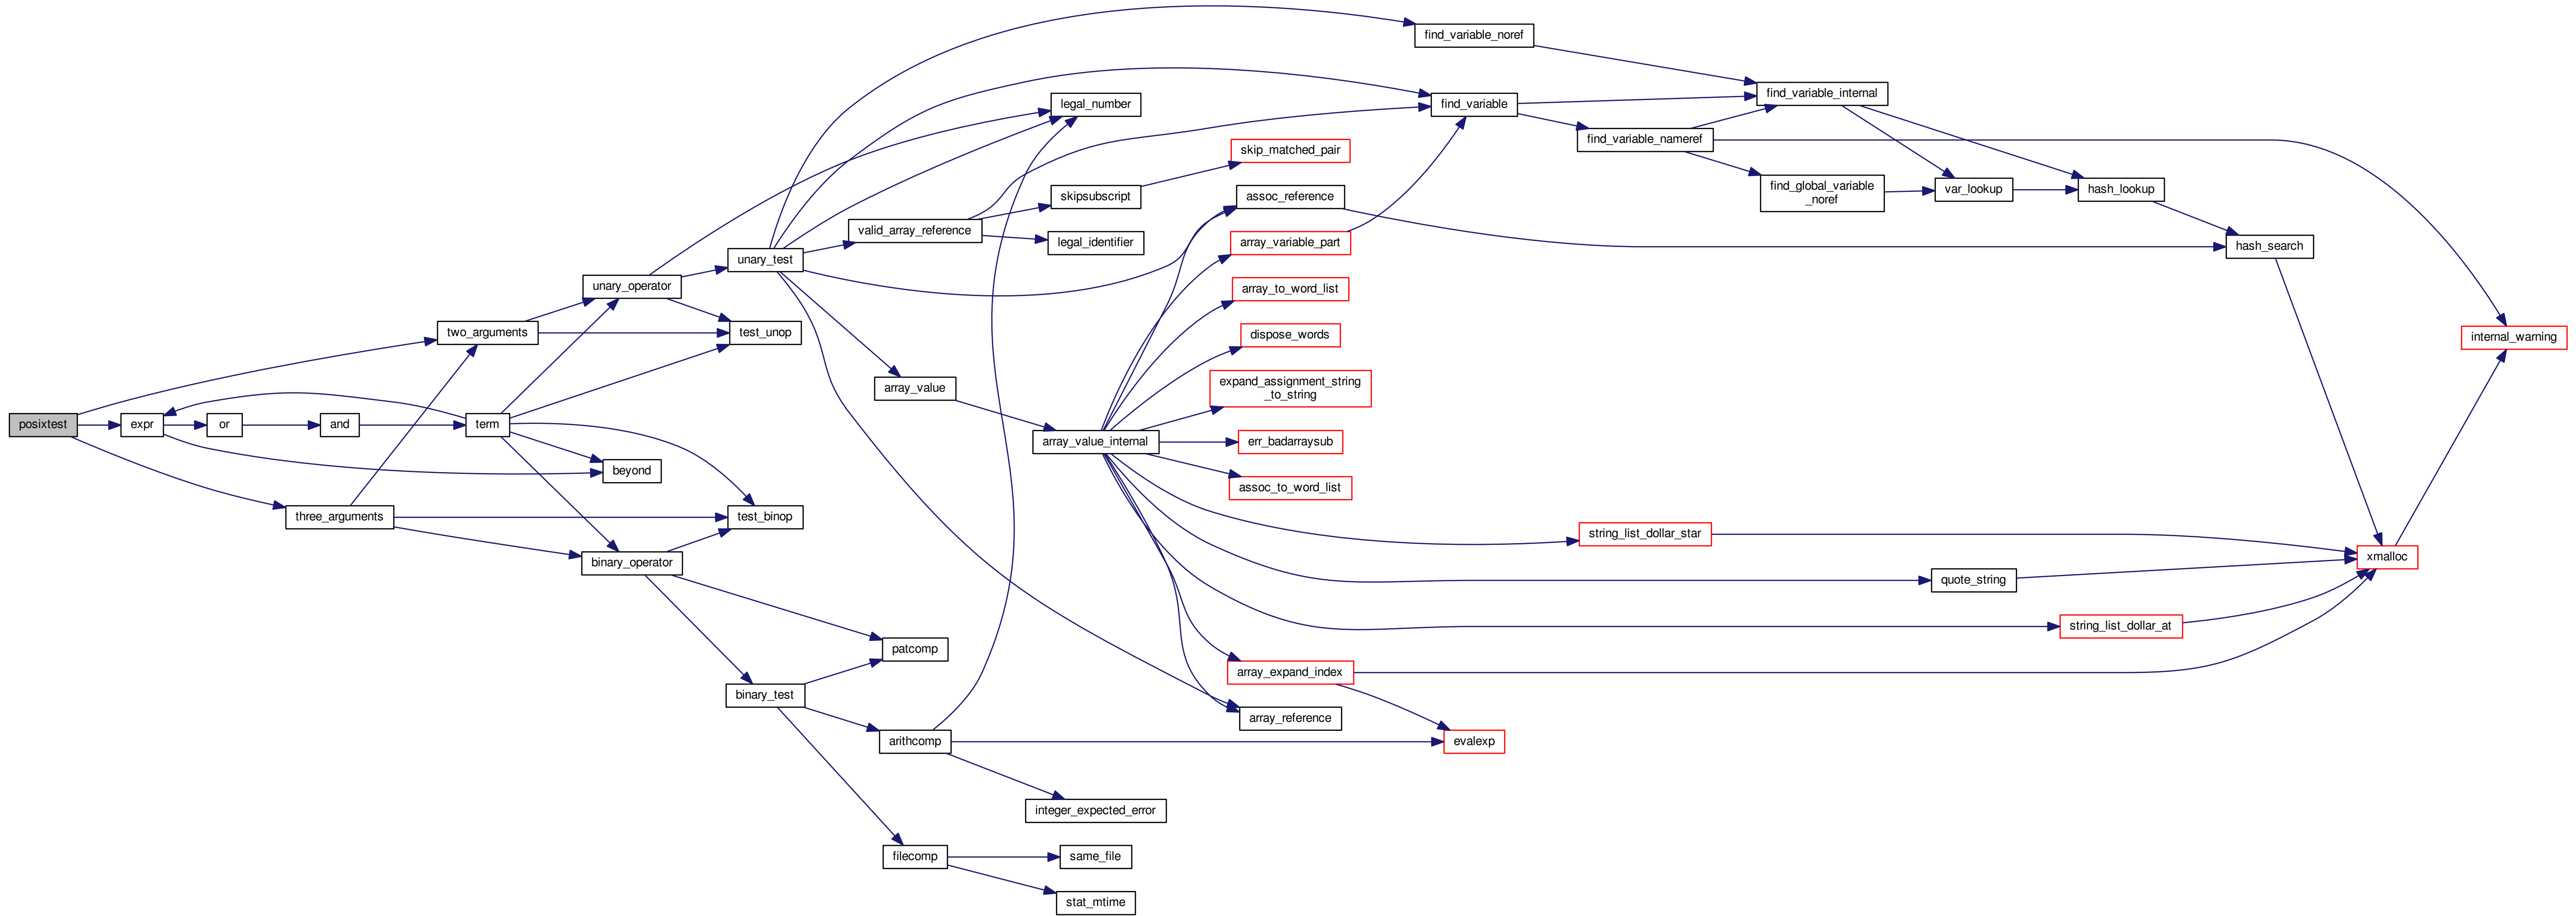 posixtest
expr
or
and
three_arguments
two_arguments
term
unary_operator
beyond
binary_operator
unary_test
test_unop
test_binop
binary_test
valid_array_reference
array_value
patcomp
arithcomp
filecomp
legal_number
skipsubscript
legal_identifier
array_value_internal
integer_expected_error
same_file
stat_mtime
skip_matched_pair
assoc_reference
array_variable_part
array_to_word_list
dispose_words
expand_assignment_string
_to_string
err_badarraysub
assoc_to_word_list
array_expand_index
array_reference
find_variable_noref
find_variable
evalexp
find_variable_nameref
string_list_dollar_star
find_variable_internal
find_global_variable
_noref
var_lookup
quote_string
hash_lookup
string_list_dollar_at
hash_search
xmalloc
internal_warning